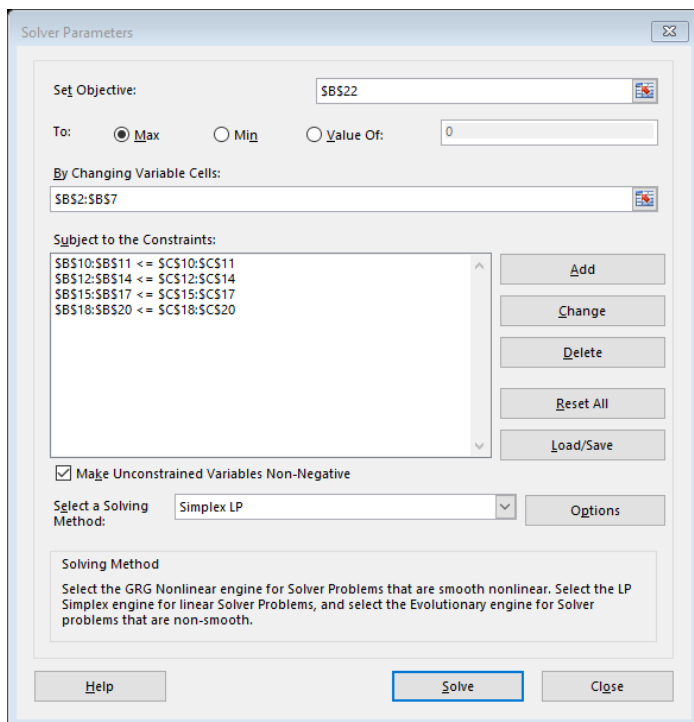 Solver Parameters
Set Objective:
$B$22
To:
Max
Min
Value Of:
0
By Changing Variable Cells:
$B$2:$B$7
Subject to the Constraints:
$B$10:$B$11 <= $C$10:$C$11
$B$12:$B$14 <= $C$12:$C$14
$B$15:$B$17 <= $C$15:$C$17
$B$18:$B$20 <= $C$18:$C$20
Add
Change
Delete
Reset All
Load/Save
Make Unconstrained Variables Non-Negative
Select a Solving
Method:
Simplex LP
Options
Solving Method
Select the GRG Nonlinear engine for Solver Problems that are smooth nonlinear. Select the LP
Simplex engine for linear Solver Problems, and select the Evolutionary engine for Solver
problems that are non-smooth.
Help
Solve
Close